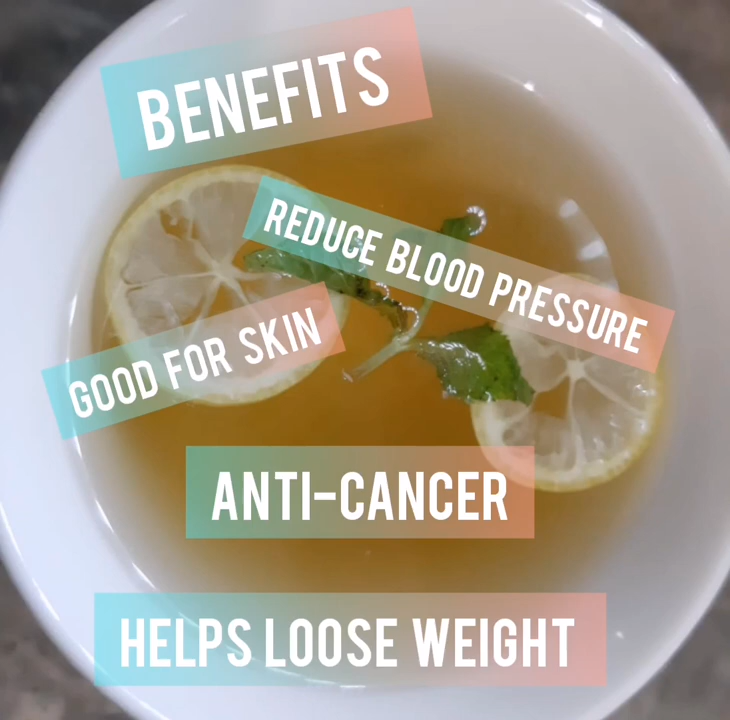 BENEFITS
REDUCE BLOOD PRESSURE
GOOD FOR SKIN
ANTI-CANCER
HELPS LOOSE WEIGHT